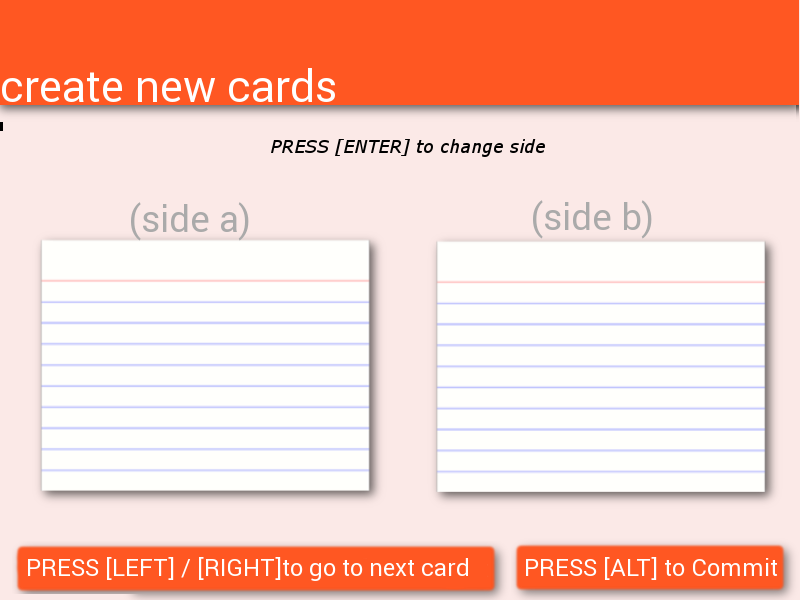 create new cards
PRESS [ENTER] to change side
(side a) (side b)
PRESS [LEFT] / [RIGHT]to go to next card
PRESS [ALT] to Commit